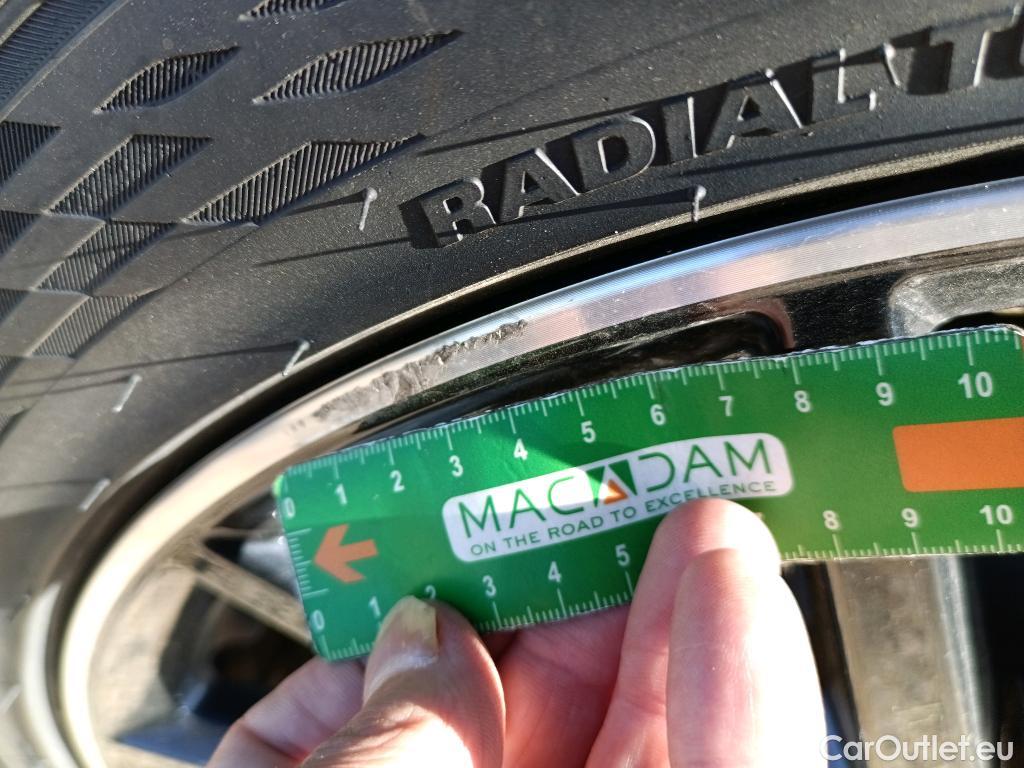 RADIAL
0 1 2 3 4 5 6 7 8 9 10
MACADAM
ON THE ROAD TO EXCELLENCE
0 1 2 3 4 5 8 9 10
CarOutlet.eu